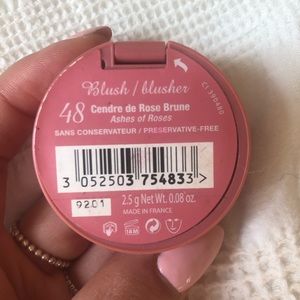 Blush / blusher
48 Cendre de Rose Brune
Ashes of Roses
SANS CONSERVATEUR / PRESERVATIVE-FREE
3 052503 754833 >
2.5 g Net Wt. 0.08 oz.
9201
MADE IN FRANCE
18 M